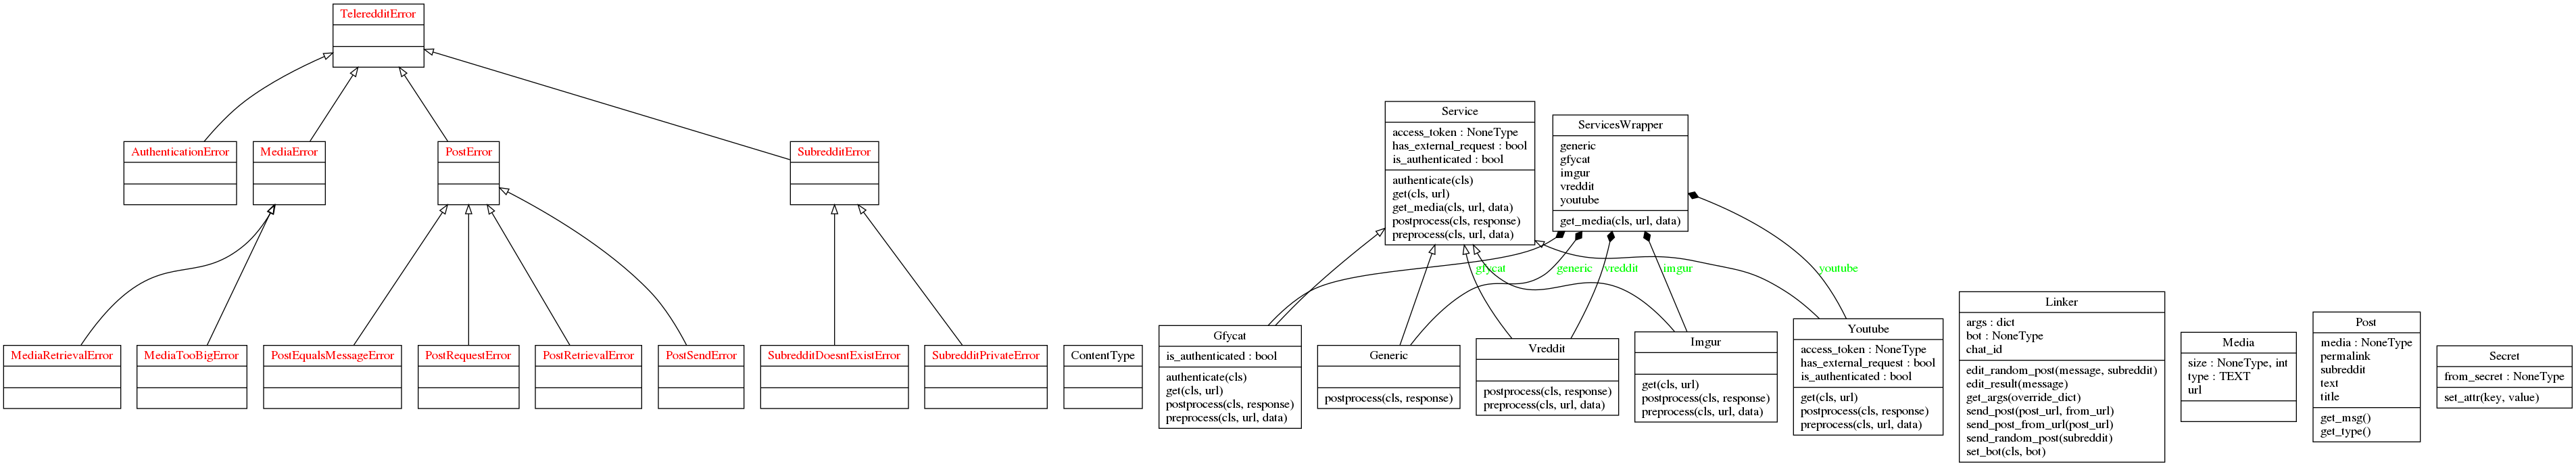 TeleredditError
AuthenticationError
MediaError
PostError
SubredditError
Service
access_token : NoneType
has_external_request : bool
is_authenticated : bool
authenticate(cls)
get(cls, url)
get_media(cls, url, data)
postprocess(cls, response)
preprocess(cls, url, data)
ServicesWrapper
generic
gfycat
imgur
vreddit
youtube
get_media(cls, url, data)
gfycat
generic
vreddit
imgur
youtube
MediaRetrievalError
MediaTooBigError
PostEqualsMessageError
PostRequestError
PostRetrievalError
PostSendError
SubredditDoesntExistError
SubredditPrivateError
ContentType
Gfycat
is_authenticated : bool
authenticate(cls)
get(cls, url)
postprocess(cls, response)
preprocess(cls, url, data)
Generic
postprocess(cls, response)
Vreddit
postprocess(cls, response)
preprocess(cls, url, data)
Imgur
get(cls, url)
postprocess(cls, response)
preprocess(cls, url, data)
Youtube
access_token : NoneType
has_external_request : bool
is_authenticated : bool
get(cls, url)
postprocess(cls, response)
preprocess(cls, url, data)
Linker
args : dict
bot : NoneType
chat_id
edit_random_post(message, subreddit)
edit_result(message)
get_args(override_dict)
send_post(post_url, from_url)
send_post_from_url(post_url)
send_random_post(subreddit)
set_bot(cls, bot)
Media
size : NoneType, int
type : TEXT
url
Post
media : NoneType
permalink
subreddit
text
title
get_msg()
get_type()
Secret
from_secret : NoneType
set_attr(key, value)